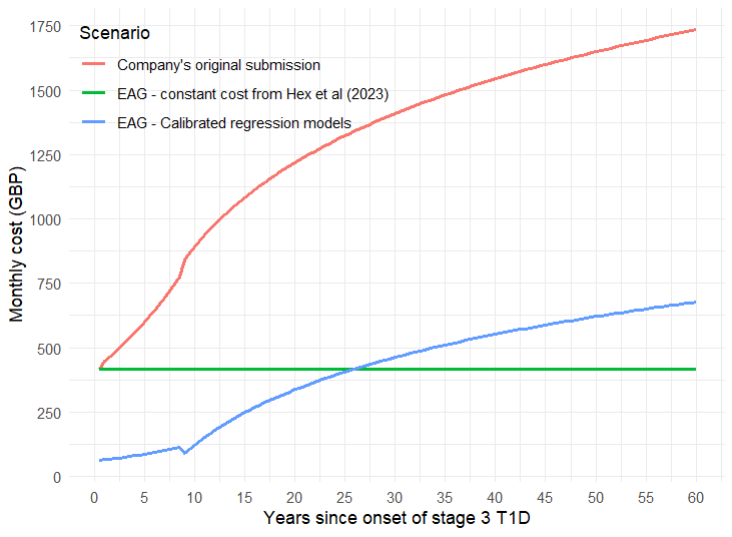 Scenario
Company's original submission
EAG - constant cost from Hex et al (2023)
EAG - Calibrated regression models
Monthly cost (GBP)
1750
1500
1250
1000
750
500
250
0
0 5 10 15 20 25 30 35 40 45 50 55 60
Years since onset of stage 3 T1D